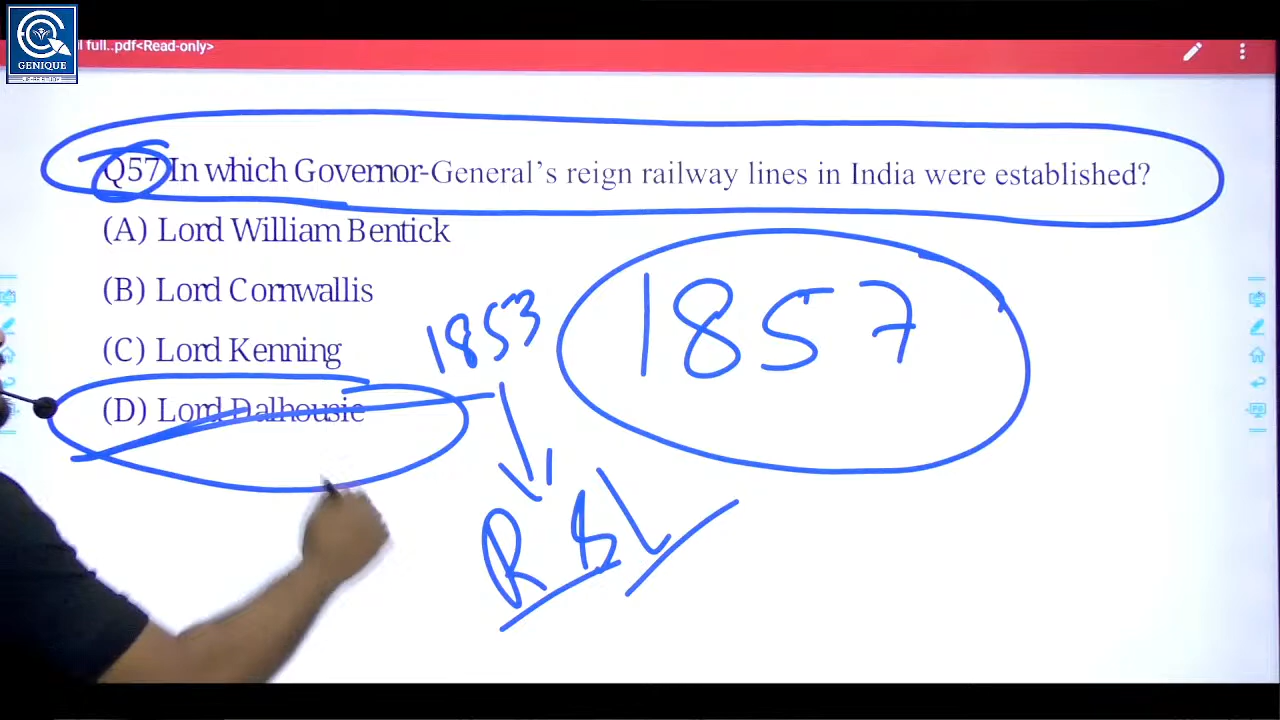 GENIQUE
l full..pdf<Read-only>
Q57 In which Governor-General's reign railway lines in India were established?
(A) Lord William Bentick
(B) Lord Cornwallis
(C) Lord Kenning
(D) Lord Dalhousie
1853
1857